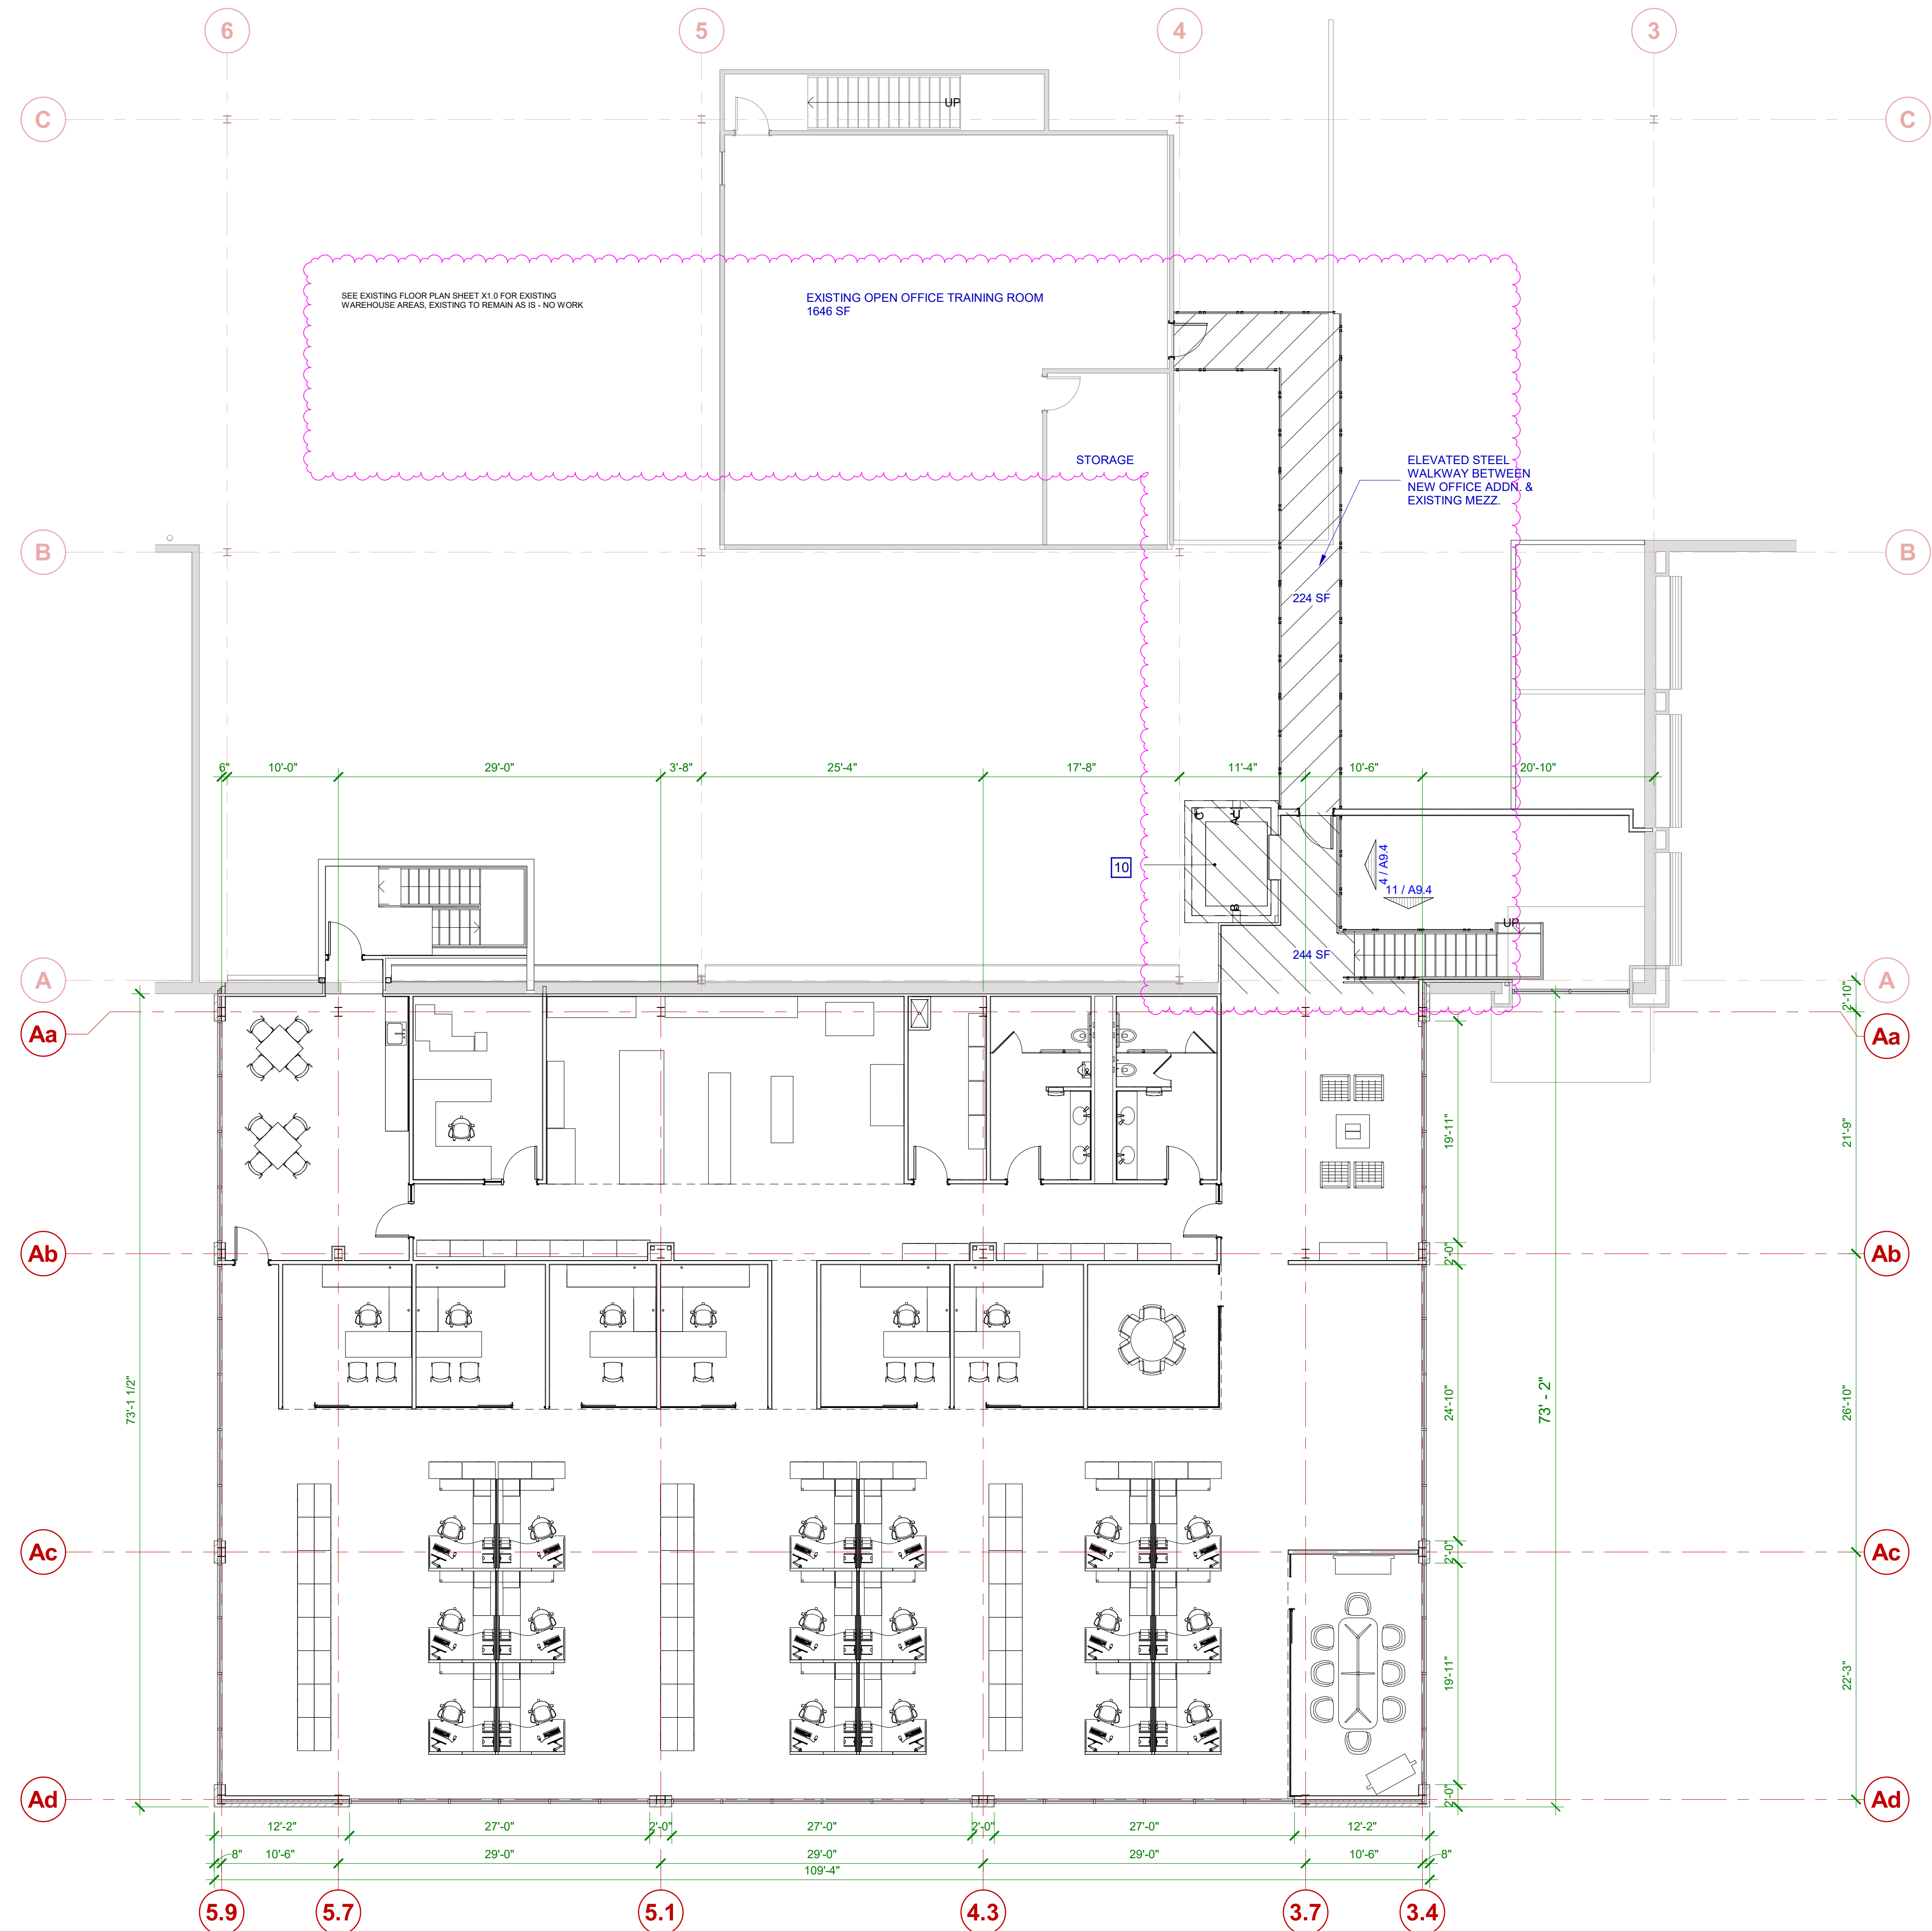 6
5
4
3
C
UP
C
SEE EXISTING FLOOR PLAN SHEET X1.0 FOR EXISTING
WAREHOUSE AREAS, EXISTING TO REMAIN AS IS - NO WORK
EXISTING OPEN OFFICE TRAINING ROOM
1646 SF
STORAGE
ELEVATED STEEL
WALKWAY BETWEEN
NEW OFFICE ADDN. &
EXISTING MEZZ.
B
B
224 SF
6"
10'-0"
29'-0"
3'-8"
25'-4"
17'-8"
11'-4"
10'-6"
20'-10"
10
4 / A9.4
11 / A9.4
UP
244 SF
A
A
2'-10"
Aa
Aa
19'-11"
21'-9"
Ab
2'-0"
Ab
73'-1 1/2"
24'-10"
73' - 2"
26'-10"
Ac
2'-0"
Ac
19'-11"
22'-3"
Ad
2'-0"
Ad
12'-2"
27'-0"
2'-0"
27'-0"
2'-0"
27'-0"
12'-2"
8"
10'-6"
29'-0"
29'-0"
29'-0"
10'-6"
8"
109'-4"
5.9
5.7
5.1
4.3
3.7
3.4